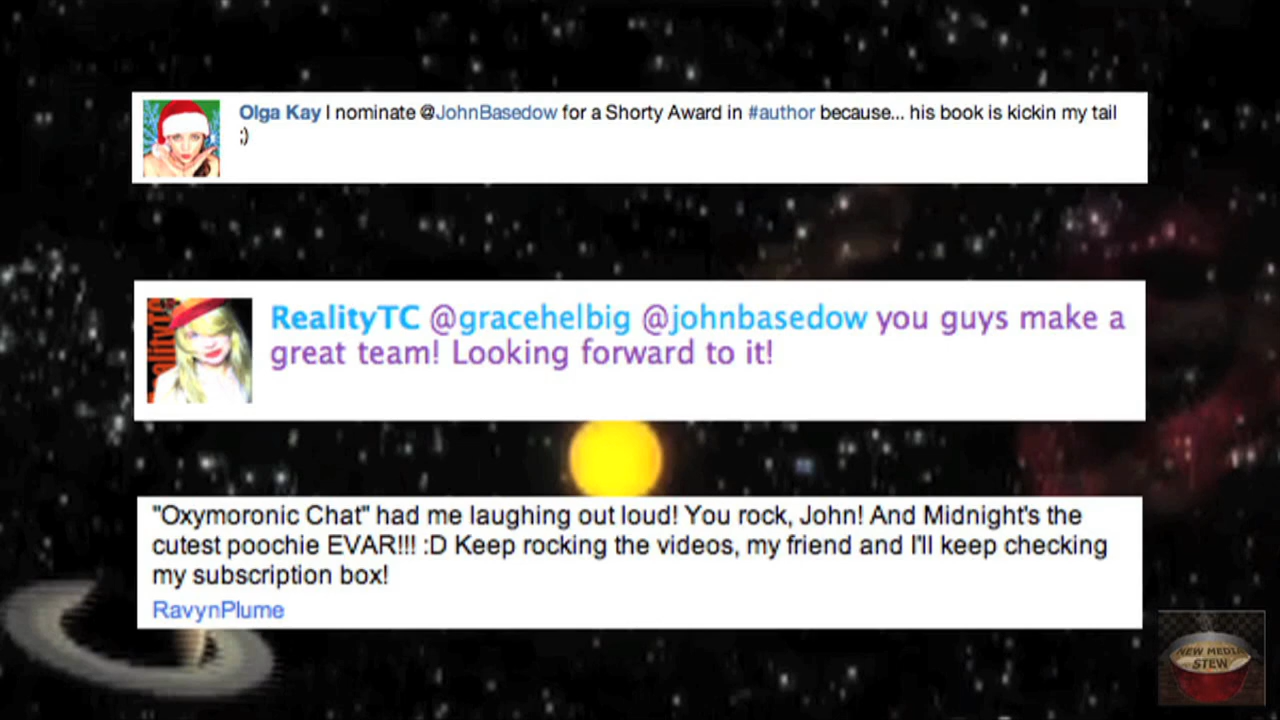 Olga Kay I nominate @JohnBasedow for a Shorty Award in #author because... his book is kickin my tail
;)
RealityTC @gracehelbig @johnbasedow you guys make a
great team! Looking forward to it!
"Oxymoronic Chat" had me laughing out loud! You rock, John! And Midnight's the
cutest poochie EVAR!!! :D Keep rocking the videos, my friend and I'll keep checking
my subscription box!
RavynPlume
NEW MEDIA
STEW